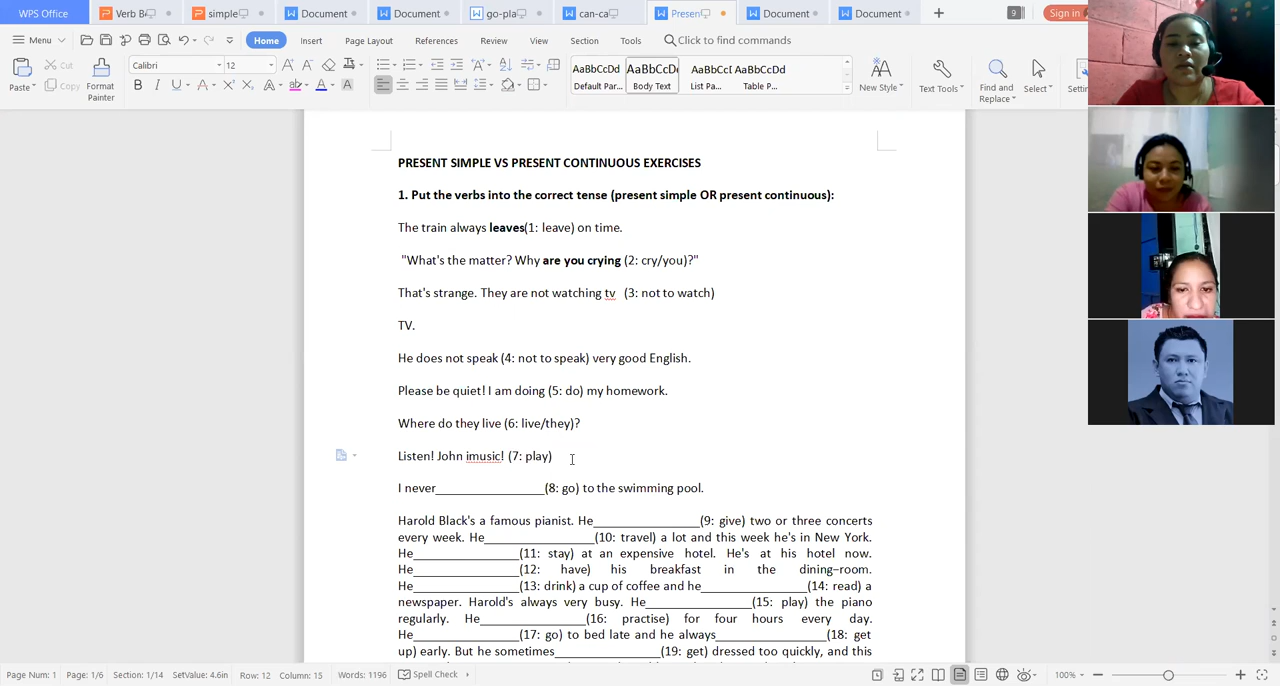 WPS Office Verb B simple Document Document go-pla can-ca Presen Document Document + 9 Sign in
Menu Home Insert Page Layout References Review View Section Tools Click to find commands
Paste Cut Copy Format Painter Calibri 12
B I U A X² X₂ A ab A A
AaBbCcDd AaBbCcDd AaBbCcD AaBbCcDd
Default Par... Body Text List Pa... Table P...
New Style Text Tools Find and Replace Select
PRESENT SIMPLE VS PRESENT CONTINUOUS EXERCISES
1. Put the verbs into the correct tense (present simple OR present continuous):
The train always leaves(1: leave) on time.
"What's the matter? Why are you crying (2: cry/you)?"
That's strange. They are not watching tv (3: not to watch)
TV.
He does not speak (4: not to speak) very good English.
Please be quiet! I am doing (5: do) my homework.
Where do they live (6: live/they)?
Listen! John imusic! (7: play)
I never_________________(8: go) to the swimming pool.
Harold Black's a famous pianist. He________________(9: give) two or three concerts
every week. He_________________(10: travel) a lot and this week he's in New York.
He________________(11: stay) at an expensive hotel. He's at his hotel now.
He________________(12: have) his breakfast in the dining–room.
He________________(13: drink) a cup of coffee and he________________(14: read) a
newspaper. Harold's always very busy. He________________(15: play) the piano
regularly. He________________(16: practise) for four hours every day.
He________________(17: go) to bed late and he always_________________(18: get
up) early. But he sometimes________________(19: get) dressed too quickly, and this
Page Num: 1 Page: 1/6 Section: 1/14 SetValue: 4.6in Row: 12 Column: 15 Words: 1196 Spell Check 100%